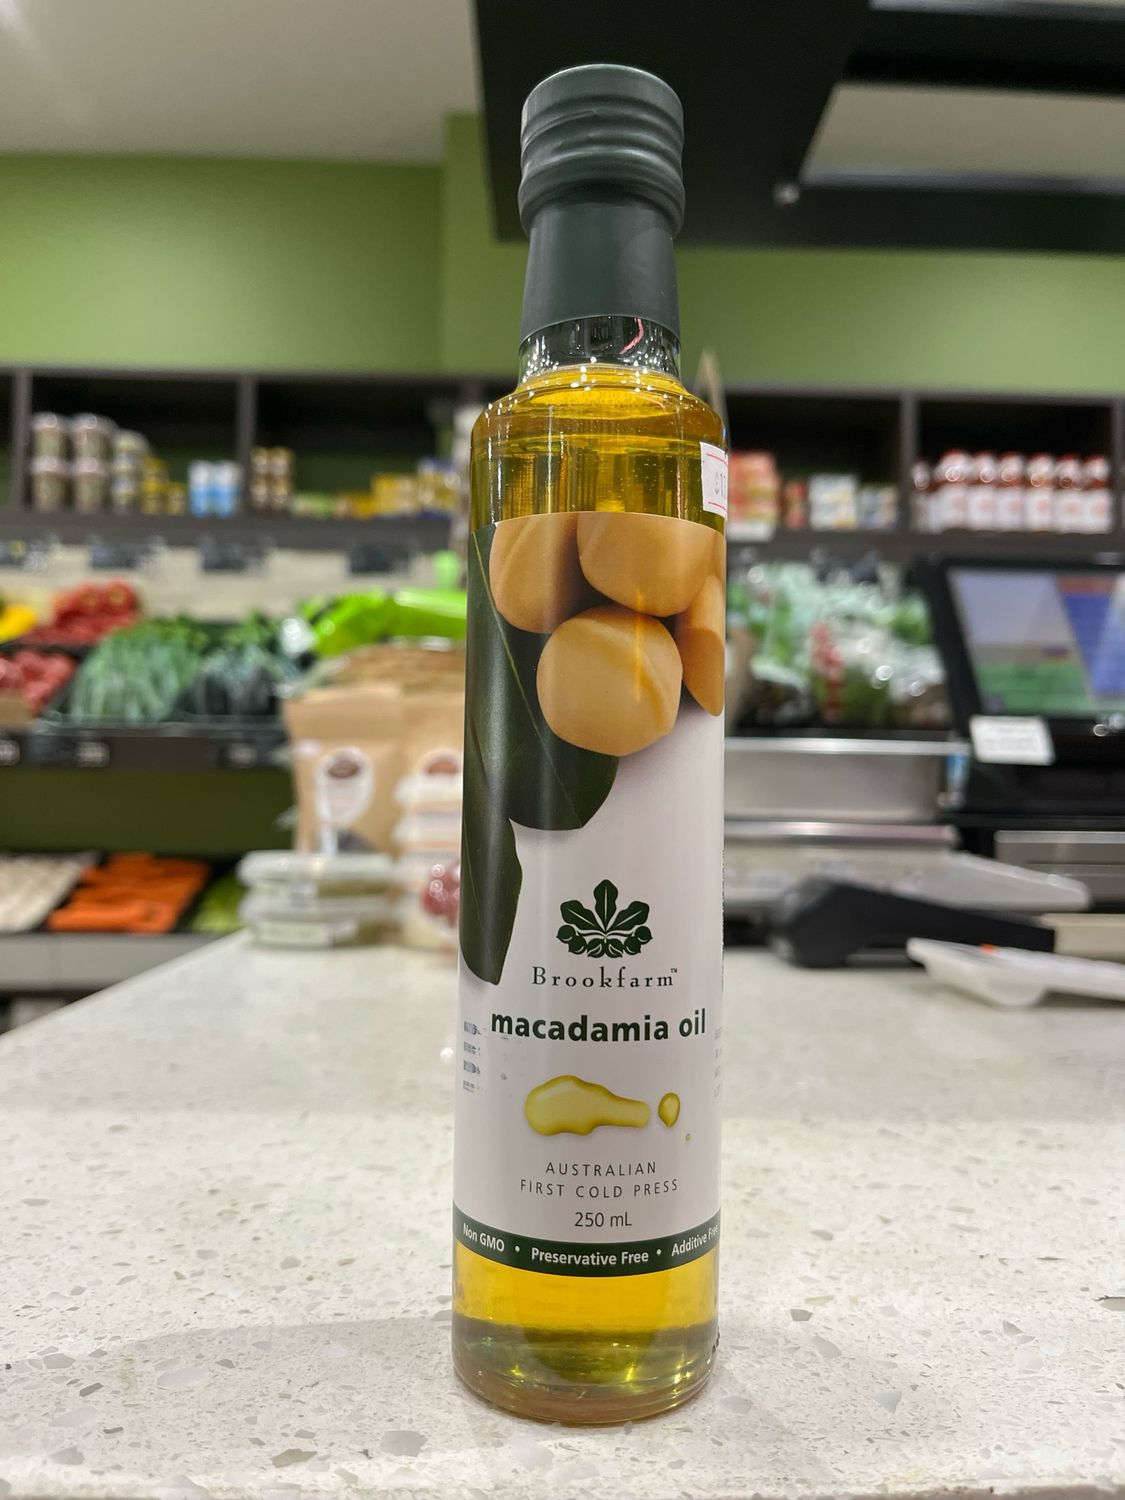 Brookfarm™
macadamia oil
AUSTRALIAN
FIRST COLD PRESS
250 mL
Non GMO • Preservative Free • Additive Free